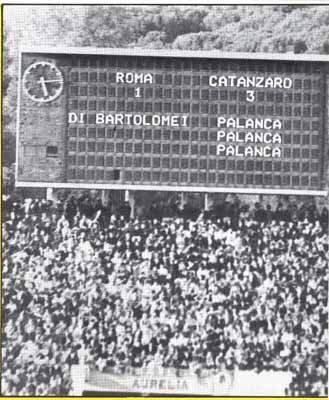 ROMA CATANZARO
1 3
DI BARTOLOMEI PALANCA
PALANCA
PALANCA
AURELIA